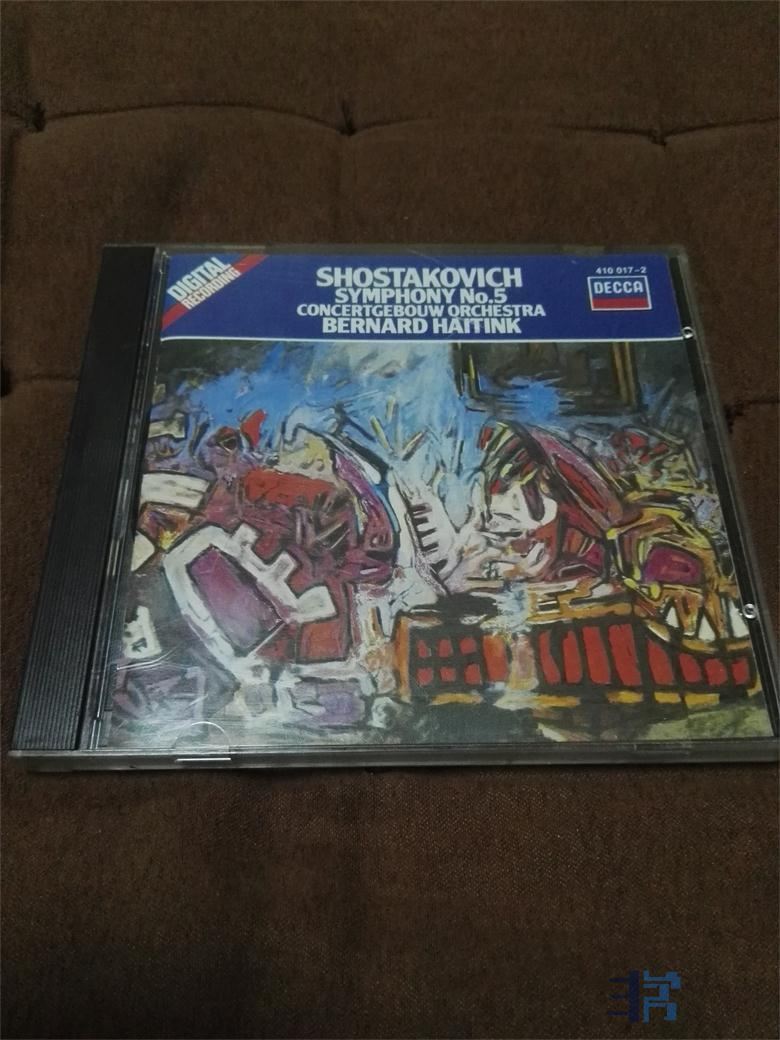 DIGITAL
RECORDING
SHOSTAKOVICH
SYMPHONY No.5
CONCERTGEBOUW ORCHESTRA
BERNARD HAITINK
410 017-2
DECCA